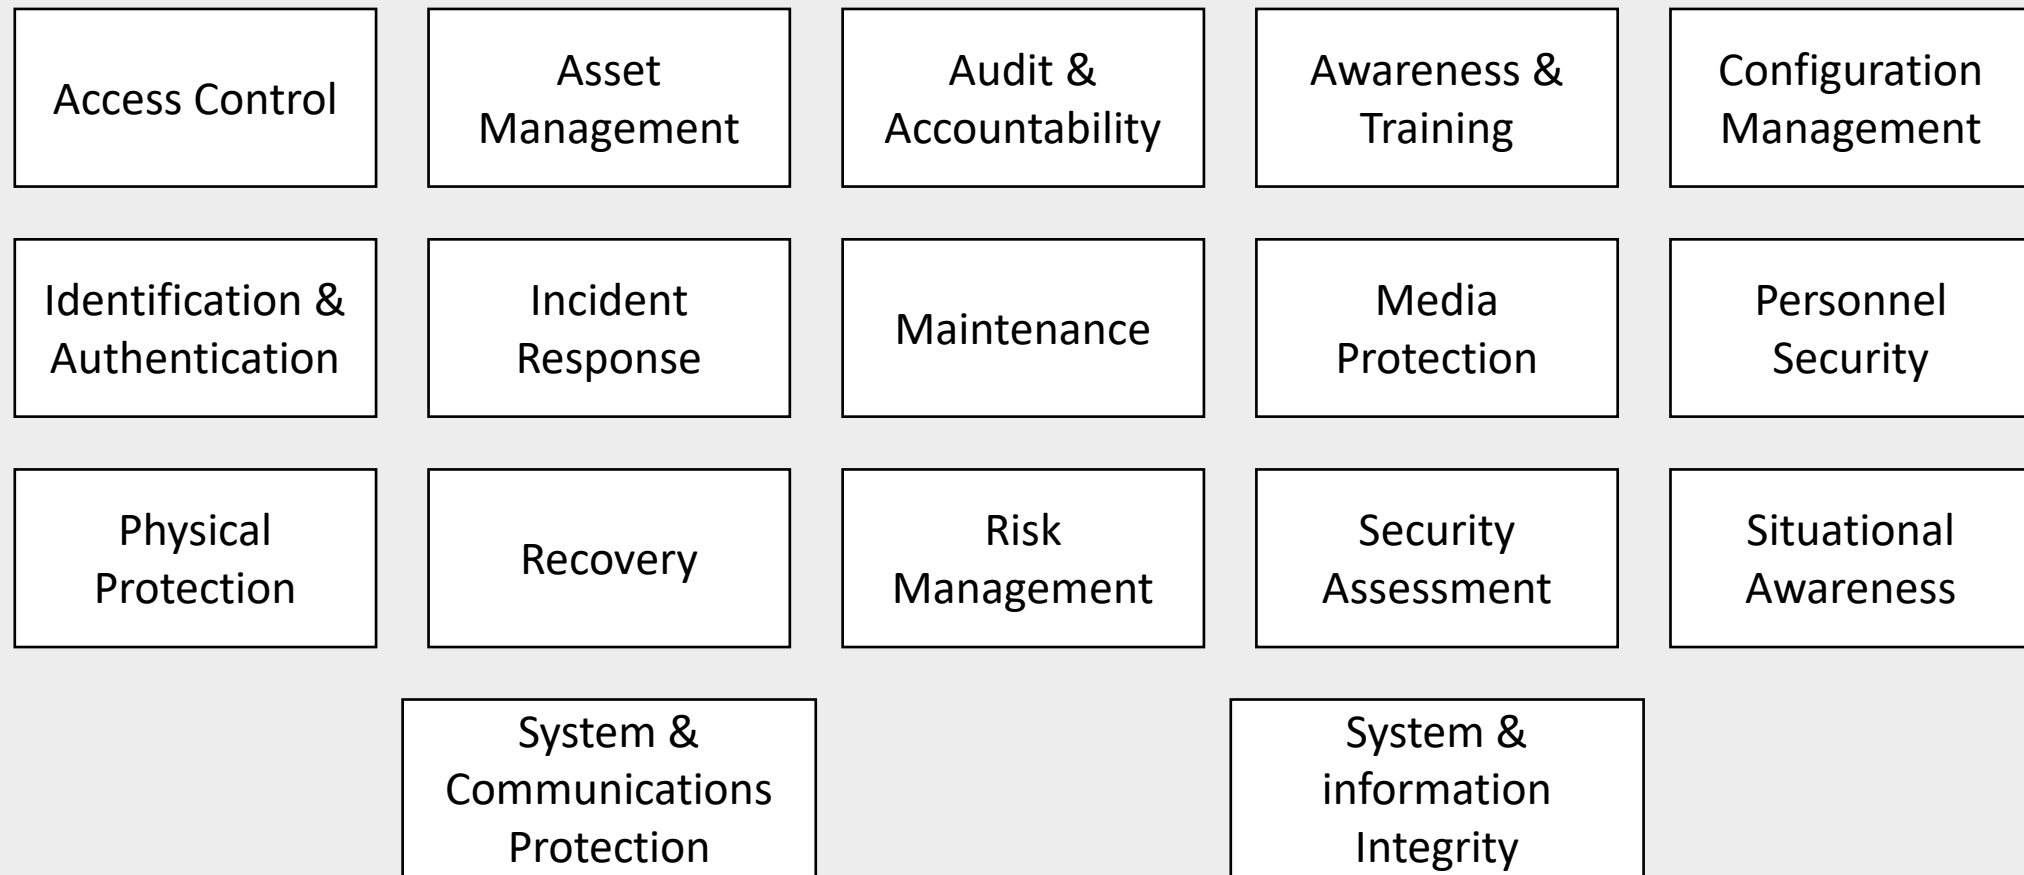 Access Control
Asset
Management
Audit &
Accountability
Awareness &
Training
Configuration
Management
Identification &
Authentication
Incident
Response
Maintenance
Media
Protection
Personnel
Security
Physical
Protection
Recovery
Risk
Management
Security
Assessment
Situational
Awareness
System &
Communications
Protection
System &
information
Integrity